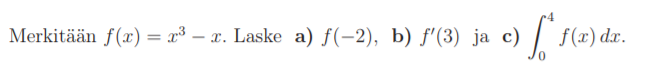 Merkitään f(x) = x³ − x. Laske a) f(−2), b) f′(3) ja c) ∫₀⁴ f(x) dx.